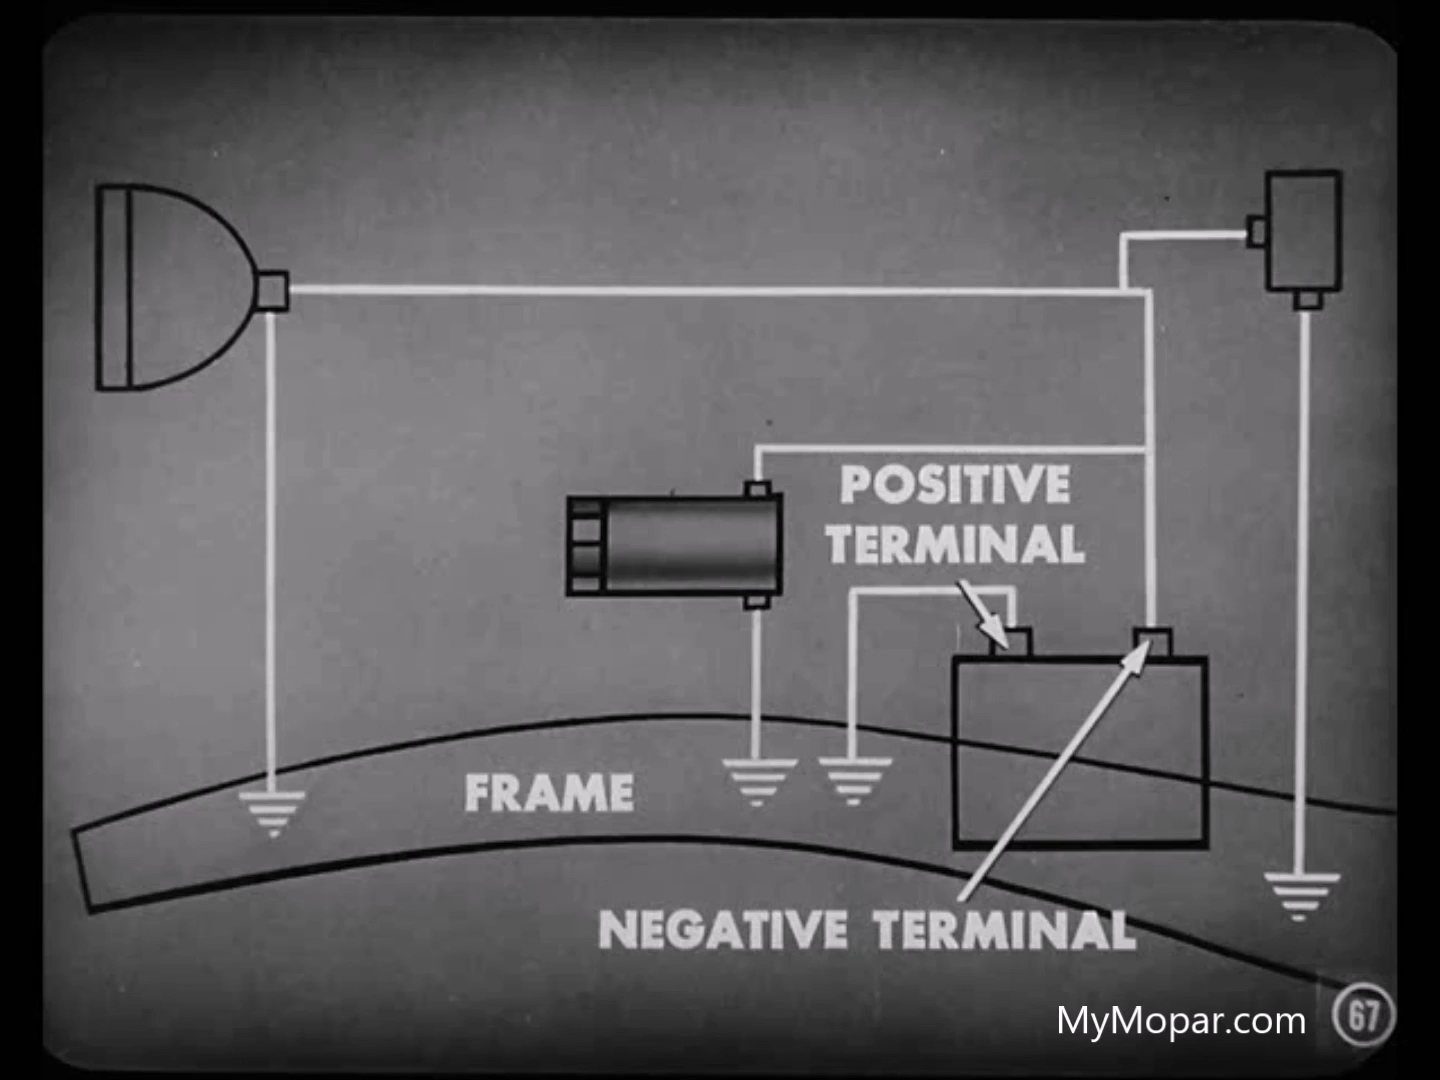 POSITIVE
TERMINAL
FRAME
NEGATIVE TERMINAL
MyMopar.com
67